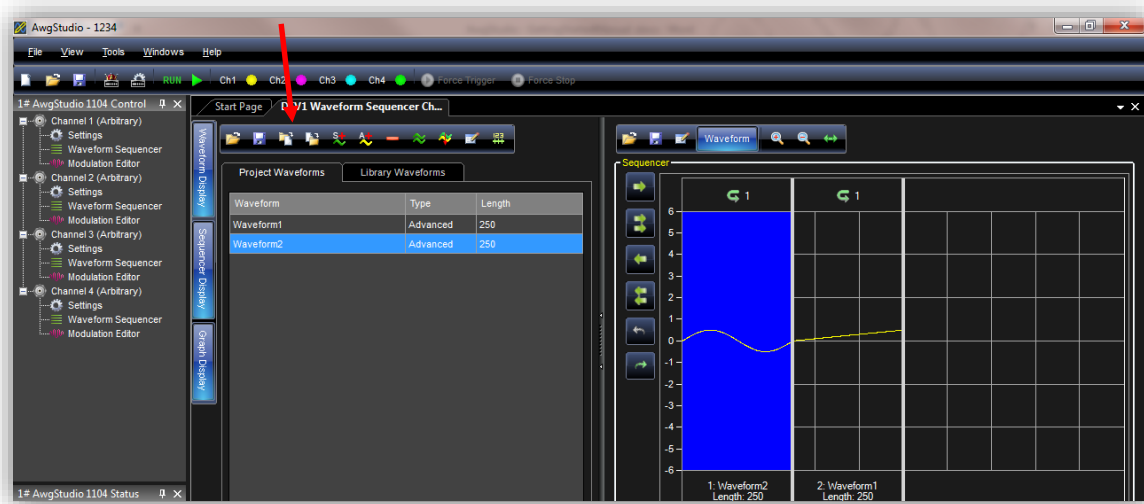 AwgStudio - 1234
File View Tools Windows Help
RUN Ch1 Ch2 Ch3 Ch4 Force Trigger Force Stop
1# AwgStudio 1104 Control
Channel 1 (Arbitrary)
Settings
Waveform Sequencer
Modulation Editor
Channel 2 (Arbitrary)
Settings
Waveform Sequencer
Modulation Editor
Channel 3 (Arbitrary)
Settings
Waveform Sequencer
Modulation Editor
Channel 4 (Arbitrary)
Settings
Waveform Sequencer
Modulation Editor
1# AwgStudio 1104 Status
Start Page
Waveform Sequencer Ch...
Waveform Display
Sequencer Display
Graph Display
Project Waveforms Library Waveforms
Waveform Type Length
Waveform1 Advanced 250
Waveform2 Advanced 250
Waveform
Sequencer
1 1
6
5
4
3
2
1
0
-1
-2
-3
-4
-5
-6
1: Waveform2
Length: 250
2: Waveform1
Length: 250